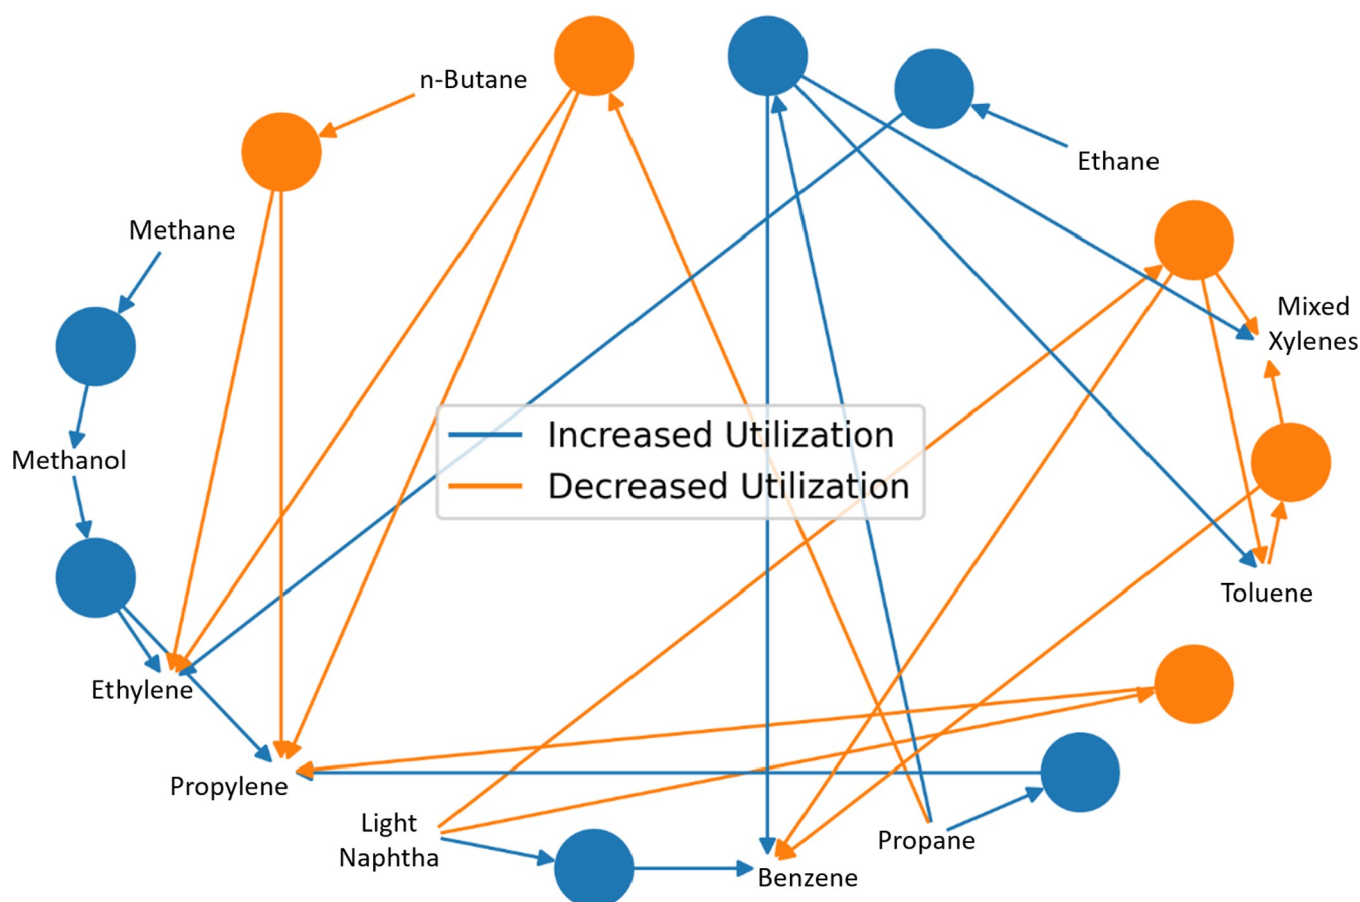 n-Butane
Ethane
Methane
Mixed
Xylenes
Increased Utilization
Decreased Utilization
Methanol
Toluene
Ethylene
Propylene
Light
Naphtha
Propane
Benzene